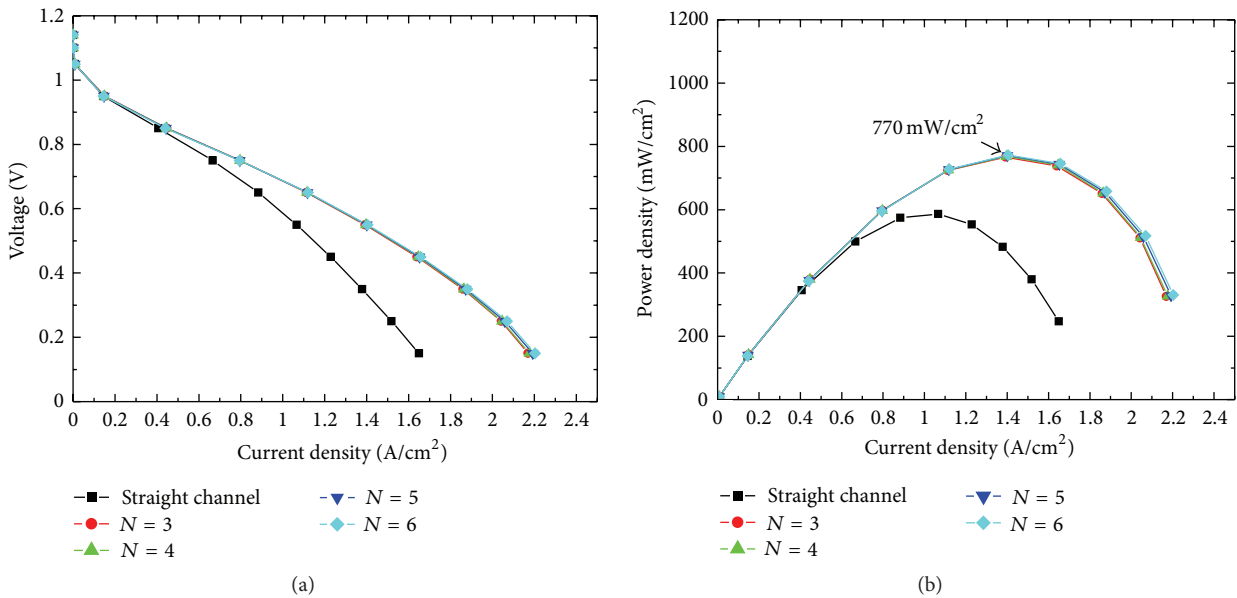 1.2
1
0.8
0.6
0.4
0.2
0
Voltage (V)
0 0.2 0.4 0.6 0.8 1 1.2 1.4 1.6 1.8 2 2.2 2.4
Current density (A/cm²)
Straight channel
N = 3
N = 4
N = 5
N = 6
(a)
1200
1000
800
600
400
200
0
Power density (mW/cm²)
770 mW/cm²
0 0.2 0.4 0.6 0.8 1 1.2 1.4 1.6 1.8 2 2.2 2.4
Current density (A/cm²)
Straight channel
N = 3
N = 4
N = 5
N = 6
(b)